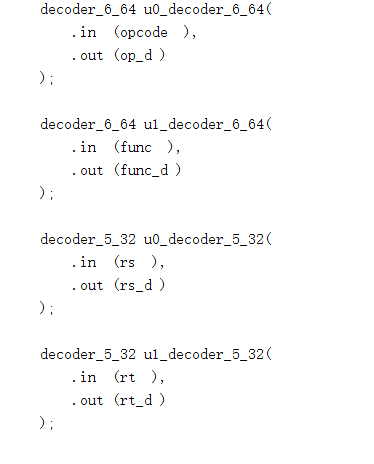 decoder_6_64 u0_decoder_6_64(
    .in  (opcode  ),
    .out (op_d )
);

decoder_6_64 u1_decoder_6_64(
    .in  (func  ),
    .out (func_d )
);

decoder_5_32 u0_decoder_5_32(
    .in  (rs  ),
    .out (rs_d )
);

decoder_5_32 u1_decoder_5_32(
    .in  (rt  ),
    .out (rt_d )
);